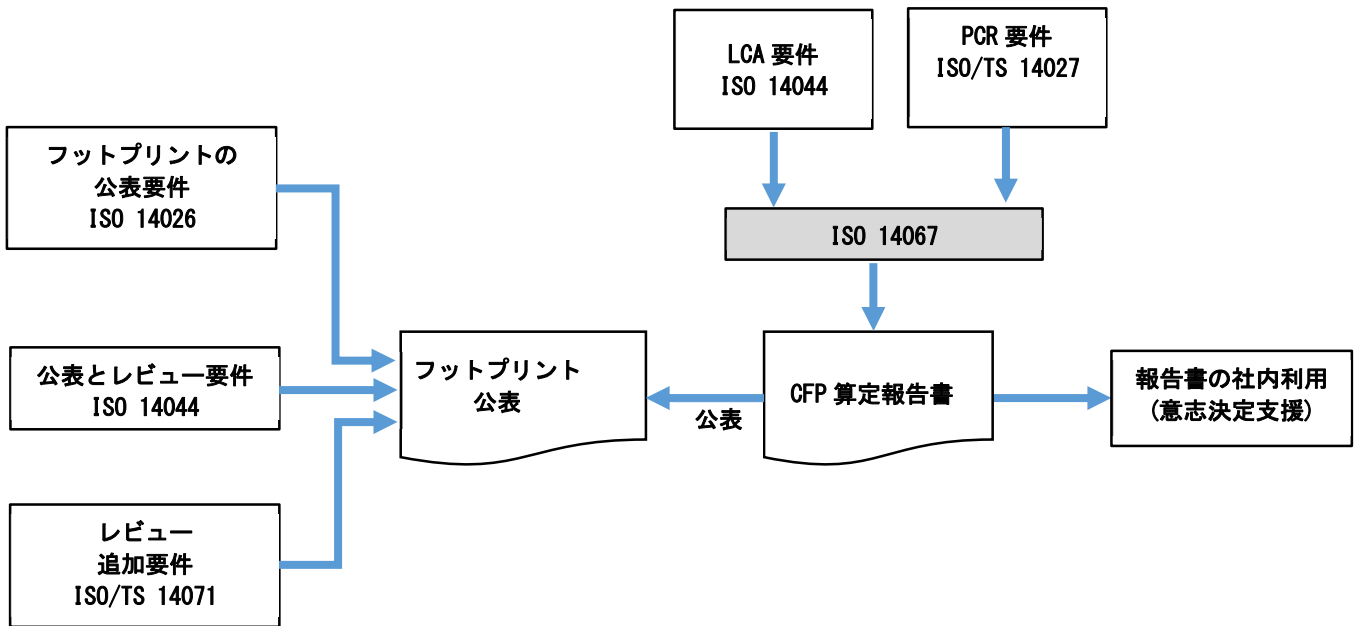 LCA 要件
ISO 14044
PCR 要件
ISO/TS 14027
フットプリントの
公表要件
ISO 14026
ISO 14067
公表とレビュー要件
ISO 14044
フットプリント
公表
公表
CFP 算定報告書
報告書の社内利用
(意志決定支援)
レビュー
追加要件
ISO/TS 14071